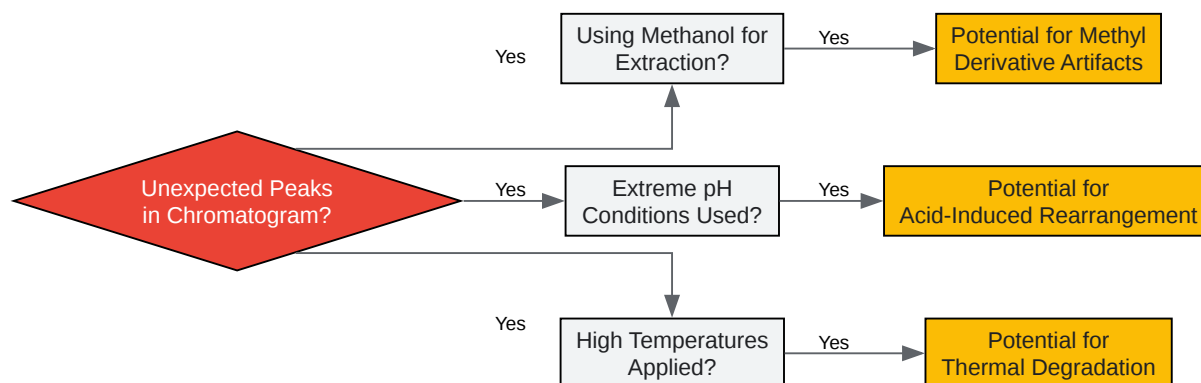 Yes
Using Methanol for
Extraction?
Yes
Potential for Methyl
Derivative Artifacts
Unexpected Peaks
in Chromatogram?
Yes
Extreme pH
Conditions Used?
Yes
Potential for
Acid-Induced Rearrangement
Yes
High Temperatures
Applied?
Yes
Potential for
Thermal Degradation